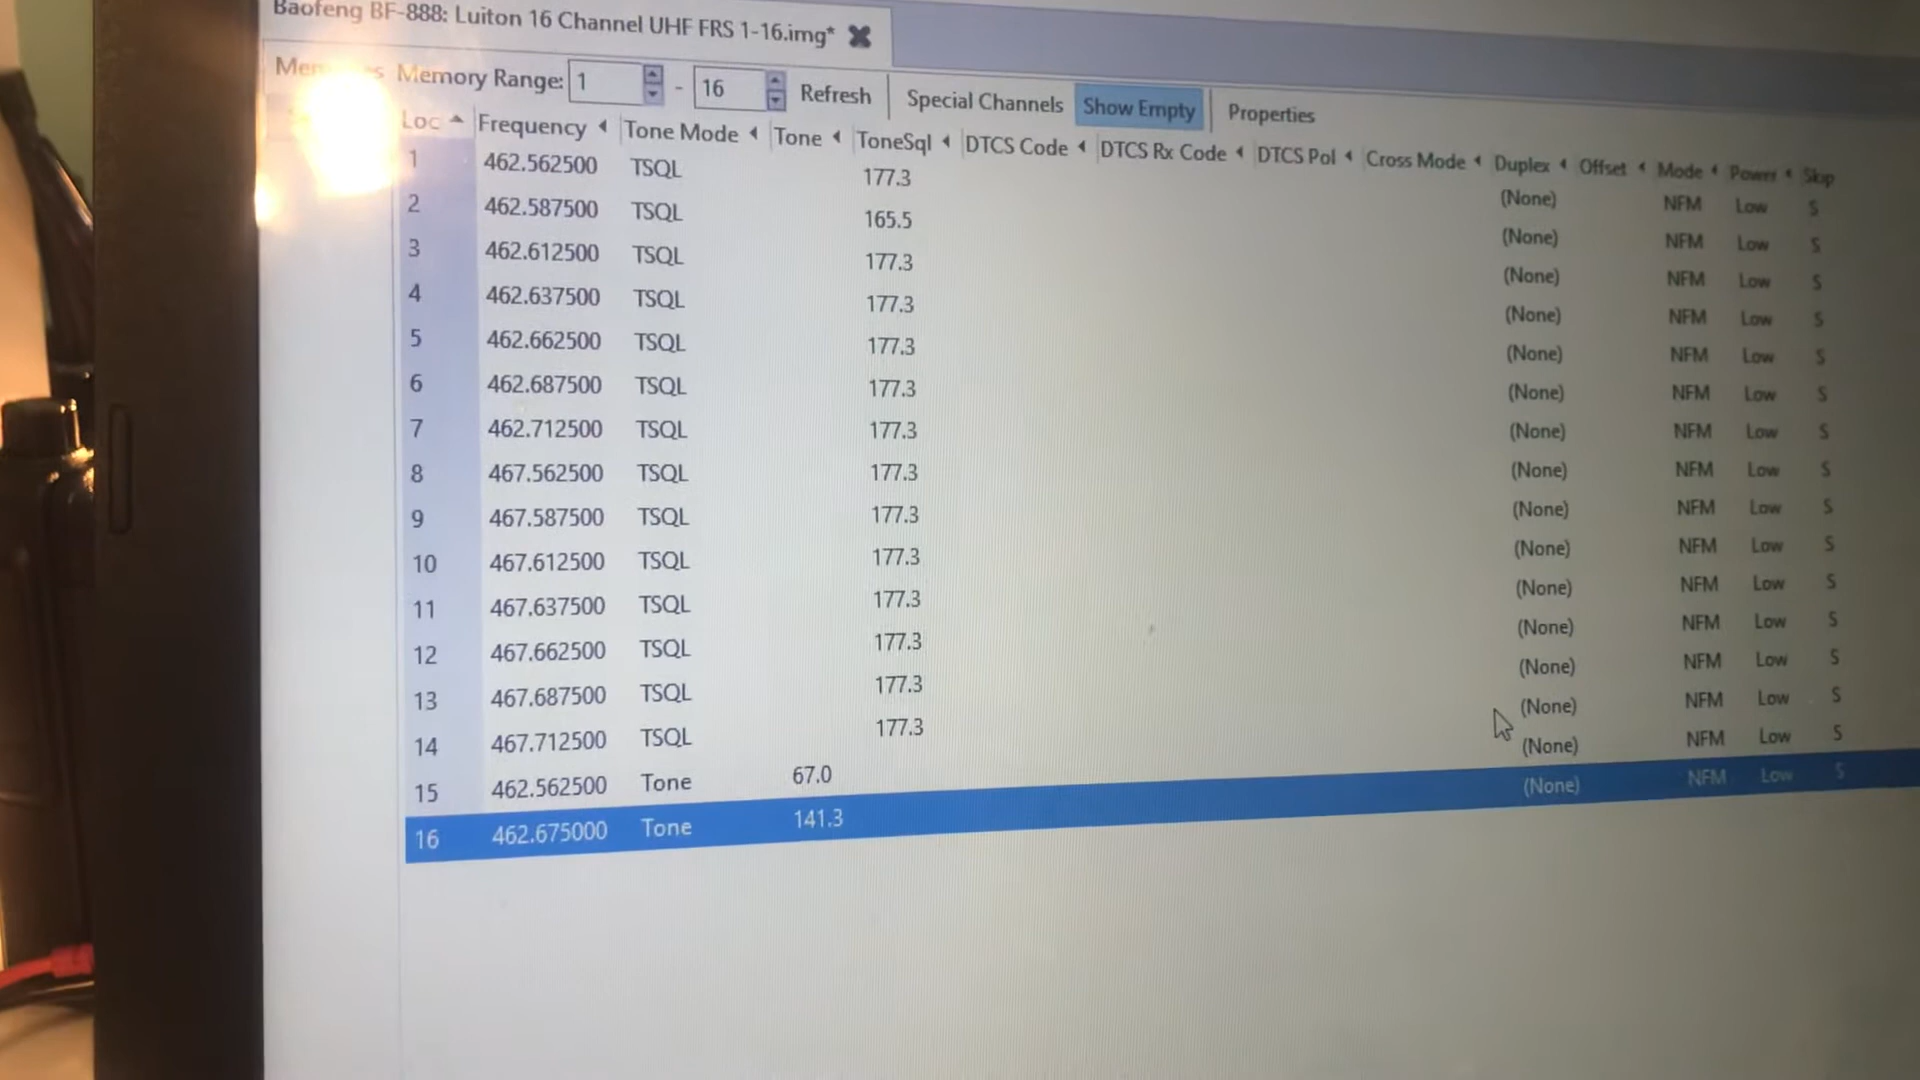 Baofeng BF-888: Luiton 16 Channel UHF FRS 1-16.img*
Memories Memory Range: 1 - 16 Refresh Special Channels Show Empty Properties
Loc Frequency Tone Mode Tone ToneSql DTCS Code DTCS Rx Code DTCS Pol Cross Mode Duplex Offset Mode Power Skip
1 462.562500 TSQL 177.3 (None) NFM Low S
2 462.587500 TSQL 165.5 (None) NFM Low S
3 462.612500 TSQL 177.3 (None) NFM Low S
4 462.637500 TSQL 177.3 (None) NFM Low S
5 462.662500 TSQL 177.3 (None) NFM Low S
6 462.687500 TSQL 177.3 (None) NFM Low S
7 462.712500 TSQL 177.3 (None) NFM Low S
8 467.562500 TSQL 177.3 (None) NFM Low S
9 467.587500 TSQL 177.3 (None) NFM Low S
10 467.612500 TSQL 177.3 (None) NFM Low S
11 467.637500 TSQL 177.3 (None) NFM Low S
12 467.662500 TSQL 177.3 (None) NFM Low S
13 467.687500 TSQL 177.3 (None) NFM Low S
14 467.712500 TSQL 177.3 (None) NFM Low S
15 462.562500 Tone 67.0 (None) NFM Low S
16 462.675000 Tone 141.3 (None) NFM Low S